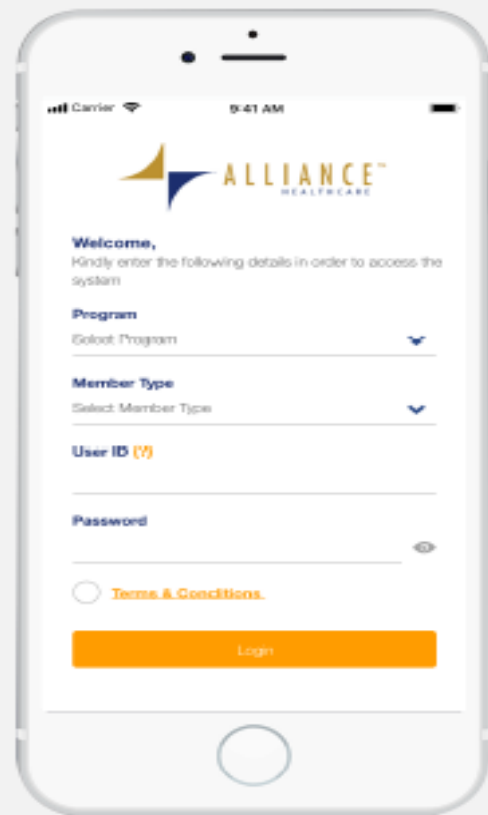 Carrier 9:41 AM
ALLIANCE™
HEALTHCARE
Welcome,
Kindly enter the following details in order to access the
system
Program
Select Program
Member Type
Select Member Type
User ID (?)
Password
Terms & Conditions.
Login